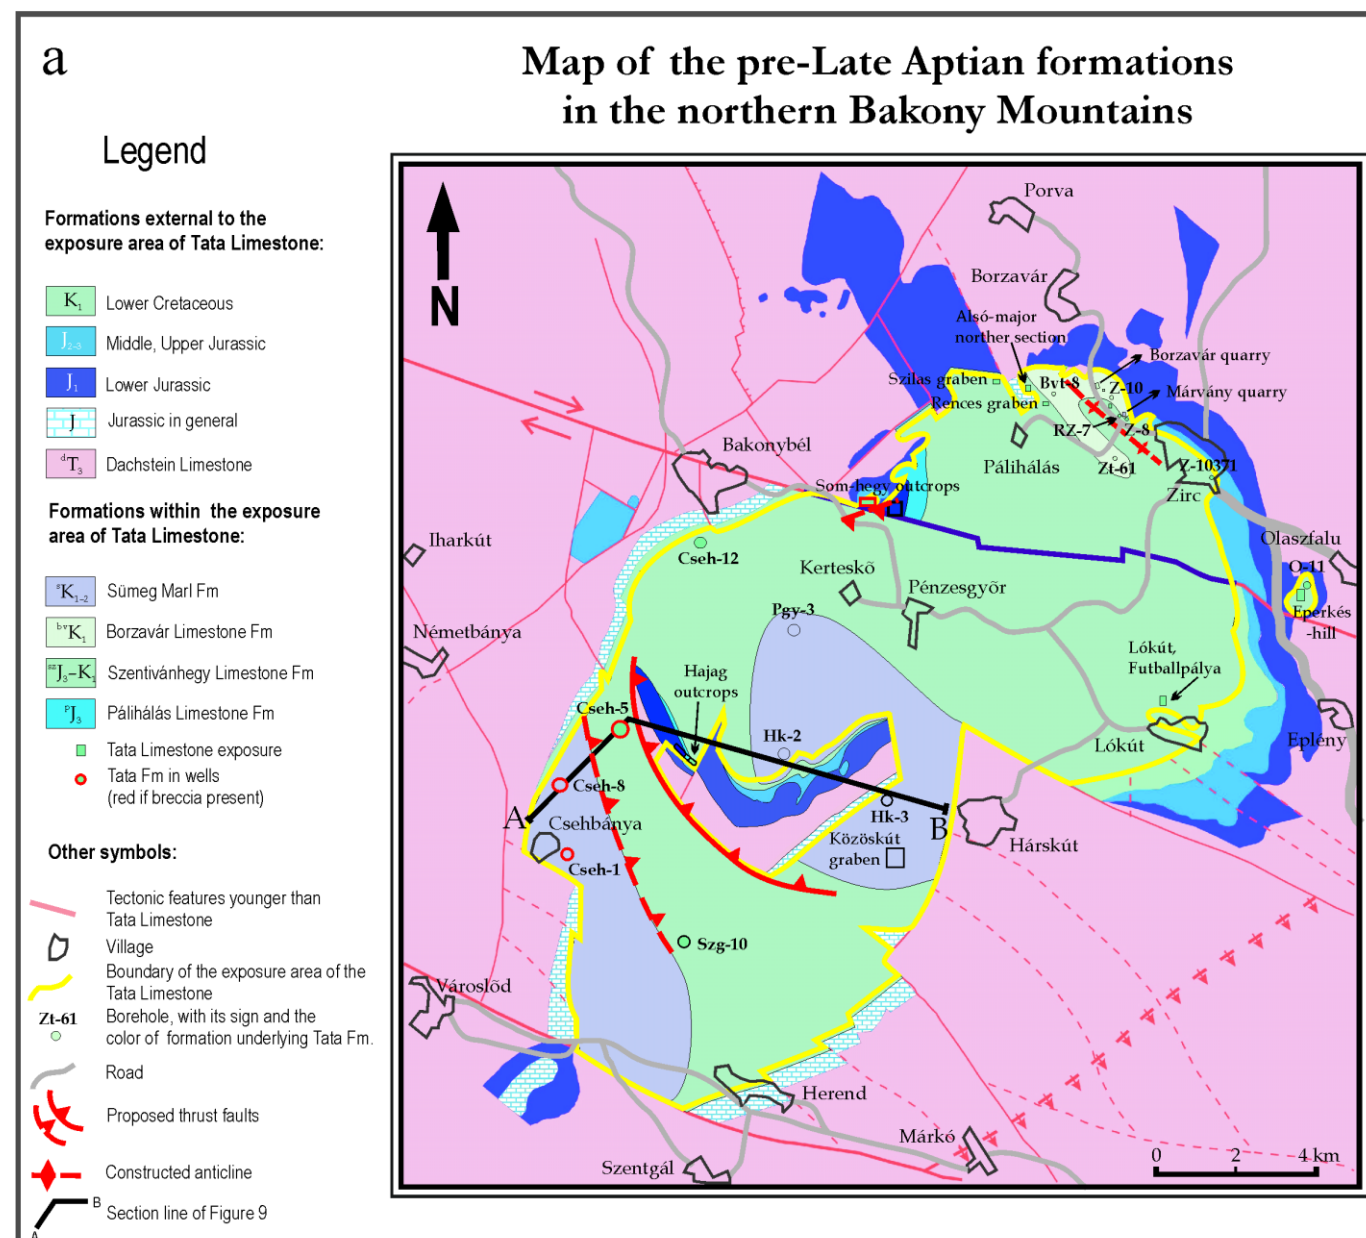 a
Map of the pre-Late Aptian formations
in the northern Bakony Mountains
Legend
Formations external to the
exposure area of Tata Limestone:
K1 Lower Cretaceous
J2-3 Middle, Upper Jurassic
J1 Lower Jurassic
J Jurassic in general
dT3 Dachstein Limestone
Formations within the exposure
area of Tata Limestone:
sK1-2 Sümeg Marl Fm
bvK1 Borzavár Limestone Fm
szJ3-K1 Szentivánhegy Limestone Fm
PJ3 Pálihálás Limestone Fm
Tata Limestone exposure
Tata Fm in wells
(red if breccia present)
Other symbols:
Tectonic features younger than
Tata Limestone
Village
Boundary of the exposure area of the
Tata Limestone
Zt-61 Borehole, with its sign and the
color of formation underlying Tata Fm.
Road
Proposed thrust faults
Constructed anticline
A B Section line of Figure 9
N
Porva
Borzavár
Alsó-major
norther section
Borzavár quarry
Szilas graben
Bvt-8
Z-10
Márvány quarry
Rences graben
RZ-7
Z-8
Bakonybél
Pálihálás
Zt-61
Z-10371
Zirc
Som-hegy outcrops
Iharkút
Olaszfalu
Cseh-12
O-11
Kerteskõ
Pénzesgyõr
Eperkés
-hill
Pgy-3
Németbánya
Lókút,
Futballpálya
Hajag
outcrops
Cseh-5
Hk-2
Lókút
Eplény
Cseh-8
Hk-3
A
B
Csehbánya
Közöskút
graben
Hárskút
Cseh-1
Szg-10
Városlõd
Herend
Márkó
Szentgál
0 2 4 km